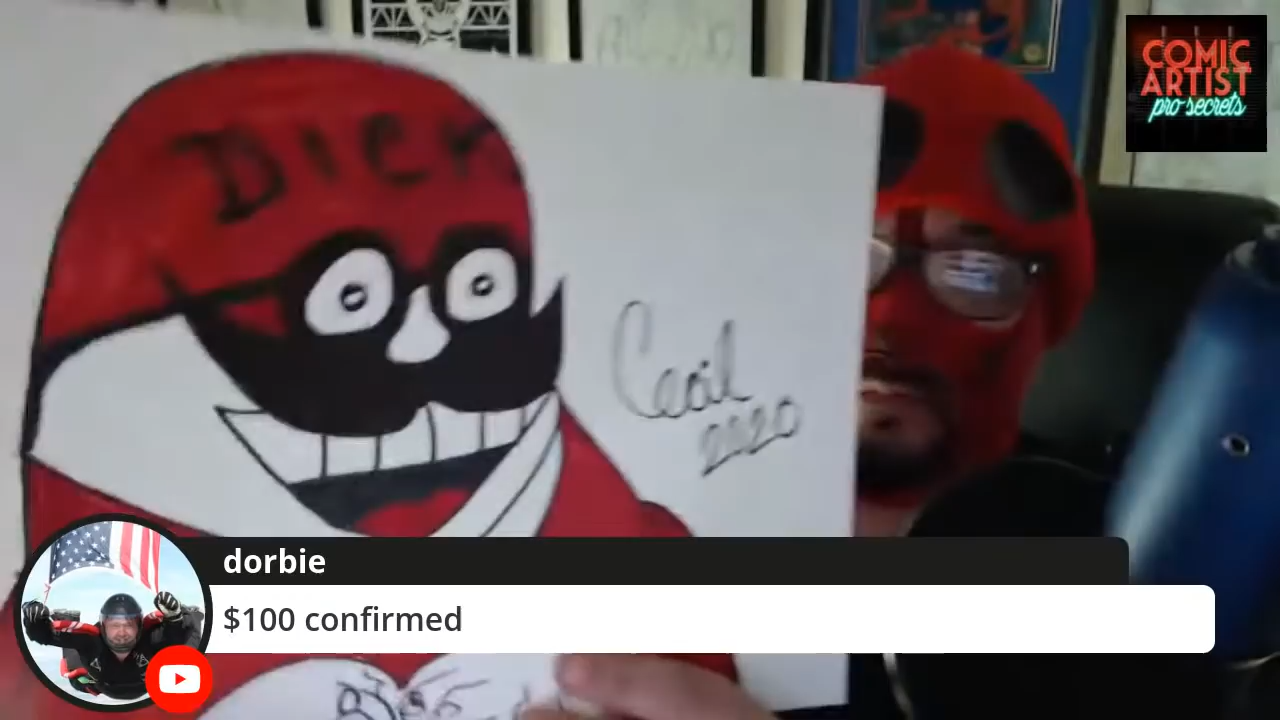 COMIC
ARTIST
pro secrets
Dick
Cecil
2020
dorbie
$100 confirmed